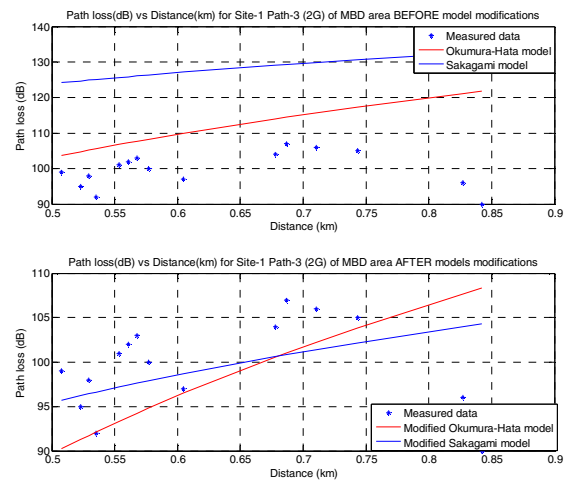 Path loss(dB) vs Distance(km) for Site-1 Path-3 (2G) of MBD area BEFORE model modifications
130
120
110
100
90
Path loss (dB)
Measured data
Okumura-Hata model
Sakagami model
0.5 0.55 0.6 0.65 0.7 0.75 0.8 0.85 0.9
Distance (km)
Path loss(dB) vs Distance(km) for Site-1 Path-3 (2G) of MBD area AFTER models modifications
110
105
100
95
90
Path loss (dB)
Measured data
Modified Okumura-Hata model
Modified Sakagami model
0.5 0.55 0.6 0.65 0.7 0.75 0.8 0.85 0.9
Distance (km)